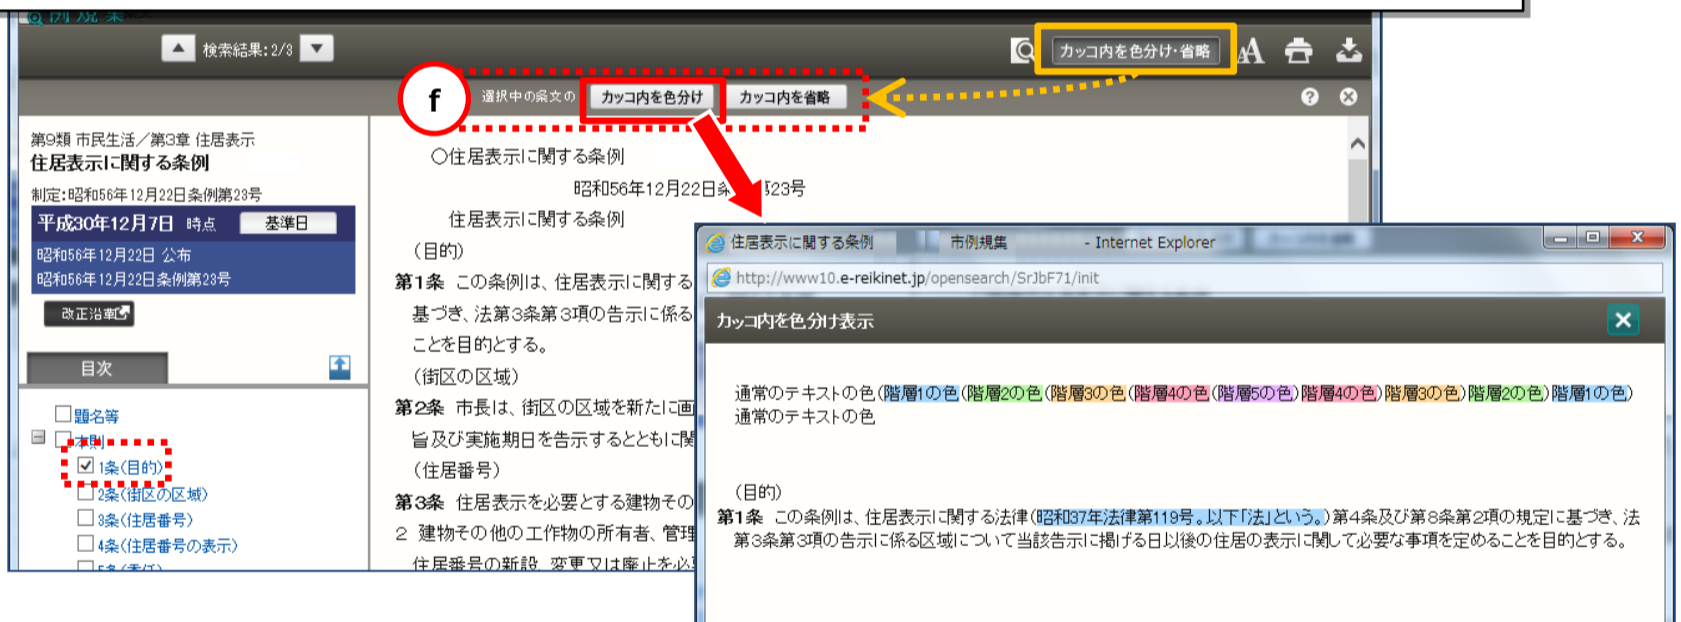 例規集
検索結果:2/3
カッコ内を色分け・省略
f
選択中の条文の
カッコ内を色分け
カッコ内を省略
第9類 市民生活/第3章 住居表示
住居表示に関する条例
制定:昭和56年12月22日条例第23号
平成30年12月7日 時点
基準日
昭和56年12月22日 公布
昭和56年12月22日条例第23号
改正沿革
目次
題名等
本則
1条(目的)
2条(街区の区域)
3条(住居番号)
4条(住居番号の表示)
5条(委任)
○住居表示に関する条例
昭和56年12月22日条例第23号
住居表示に関する条例
(目的)
第1条 この条例は、住居表示に関する
基づき、法第3条第3項の告示に係る
ことを目的とする。
(街区の区域)
第2条 市長は、街区の区域を新たに画
旨及び実施期日を告示するとともに関
(住居番号)
第3条 住居表示を必要とする建物その
2 建物その他の工作物の所有者、管理
住居番号の新設、変更又は廃止を必要
住居表示に関する条例 市例規集 - Internet Explorer
http://www10.e-reikinet.jp/opensearch/SrJbF71/init
カッコ内を色分け表示
通常のテキストの色(階層1の色(階層2の色(階層3の色(階層4の色(階層5の色)階層4の色)階層3の色)階層2の色)階層1の色)
通常のテキストの色
(目的)
第1条 この条例は、住居表示に関する法律(昭和37年法律第119号。以下「法」という。)第4条及び第8条第2項の規定に基づき、法
第3条第3項の告示に係る区域について当該告示に掲げる日以後の住居の表示に関して必要な事項を定めることを目的とする。